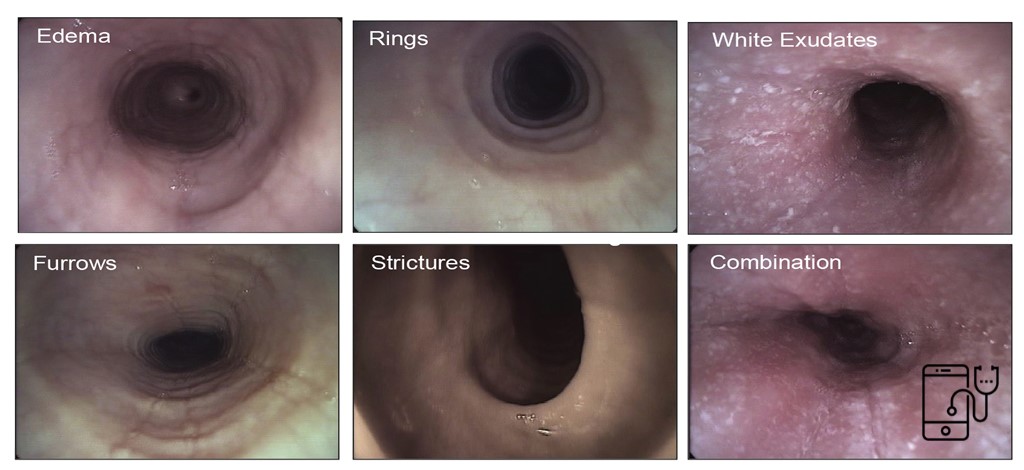 Edema
Rings
White Exudates
Furrows
Strictures
Combination